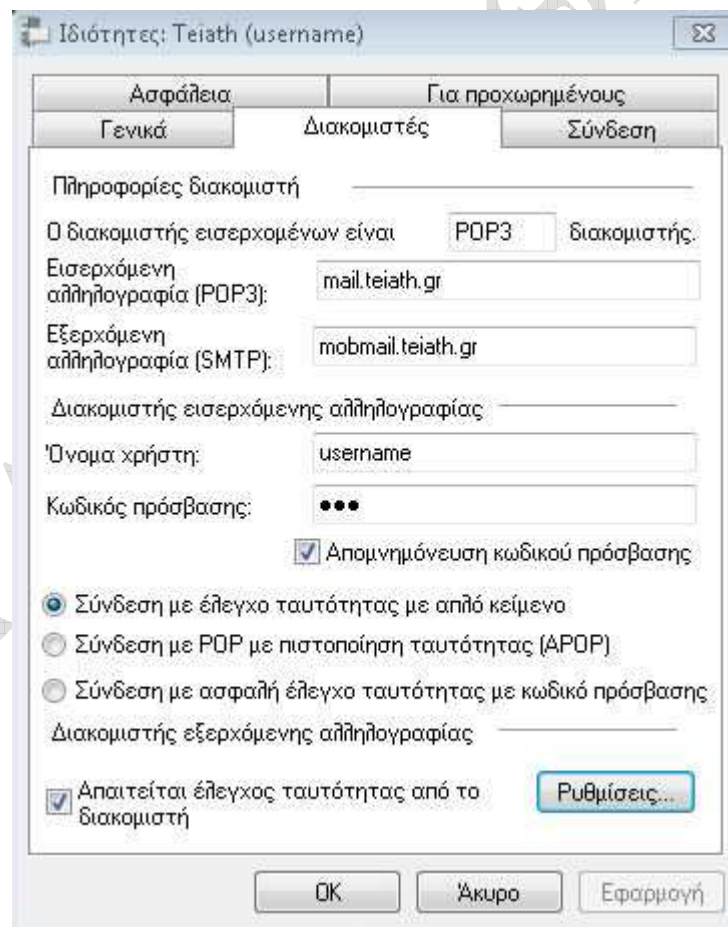 Ιδιότητες: Teiath (username)
Ασφάλεια Για προχωρημένους
Γενικά Διακομιστές Σύνδεση
Πληροφορίες διακομιστή
Ο διακομιστής εισερχομένων είναι POP3 διακομιστής.
Εισερχόμενη
αλληλογραφία (POP3): mail.teiath.gr
Εξερχόμενη
αλληλογραφία (SMTP): mobmail.teiath.gr
Διακομιστής εισερχόμενης αλληλογραφίας
Όνομα χρήστη: username
Κωδικός πρόσβασης: •••
Απομνημόνευση κωδικού πρόσβασης
Σύνδεση με έλεγχο ταυτότητας με απλό κείμενο
Σύνδεση με POP με πιστοποίηση ταυτότητας (APOP)
Σύνδεση με ασφαλή έλεγχο ταυτότητας με κωδικό πρόσβασης
Διακομιστής εξερχόμενης αλληλογραφίας
Απαιτείται έλεγχος ταυτότητας από το
διακομιστή Ρυθμίσεις...
OK Άκυρο Εφαρμογή